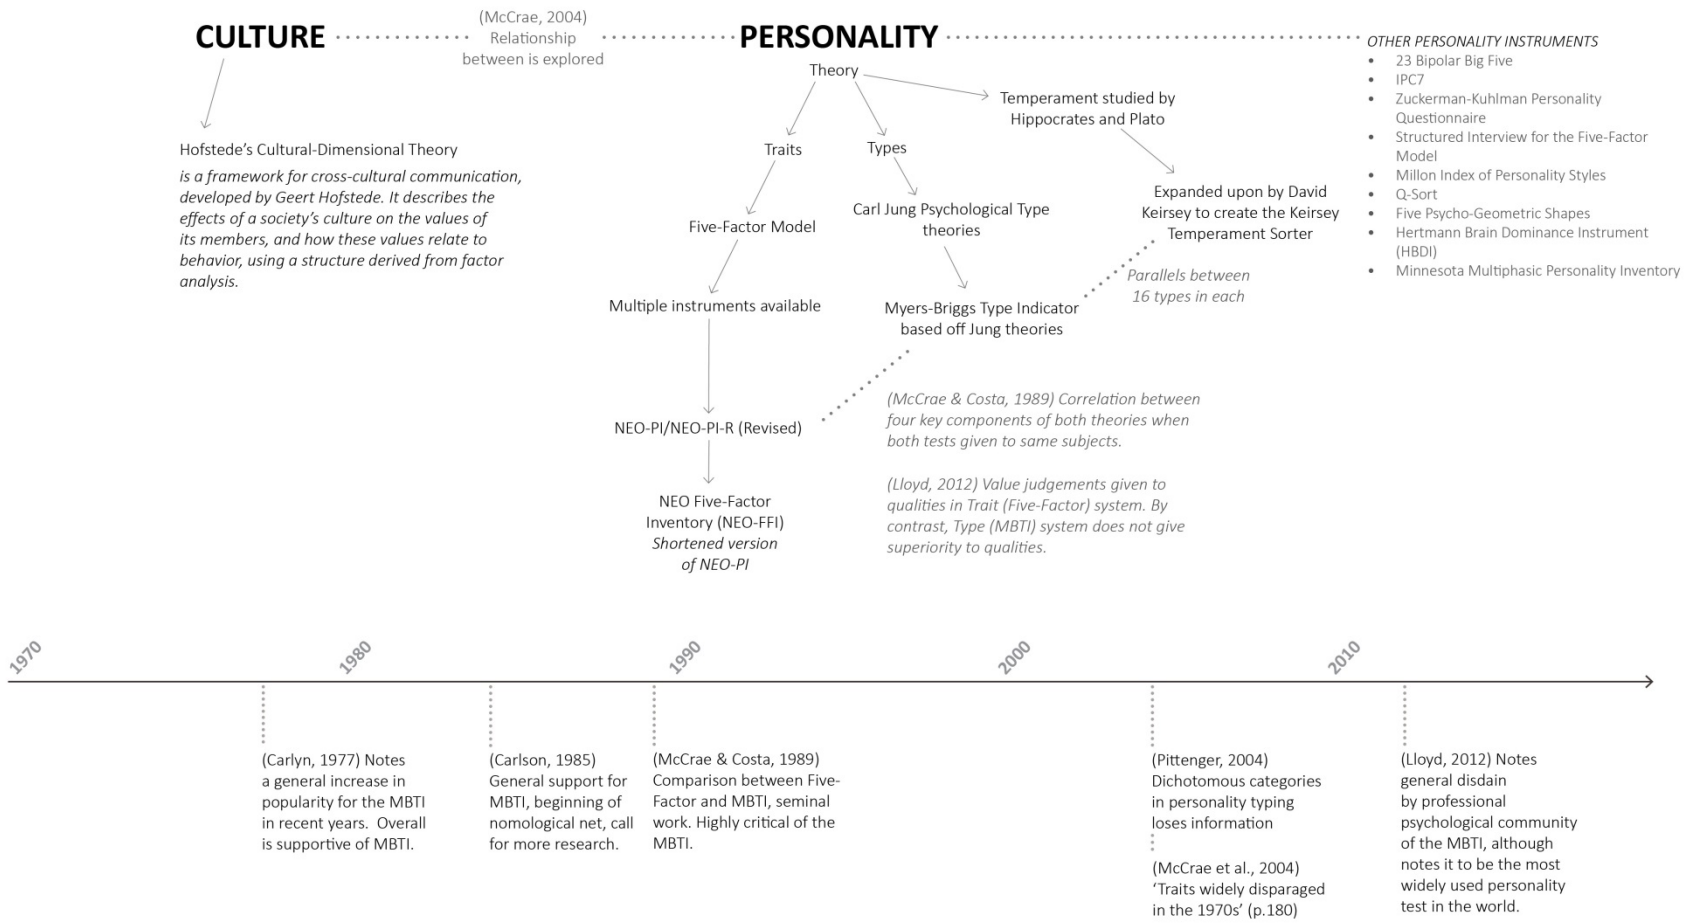 CULTURE
(McCrae, 2004)
Relationship
between is explored
PERSONALITY
OTHER PERSONALITY INSTRUMENTS
• 23 Bipolar Big Five
• IPC7
• Zuckerman-Kuhlman Personality
Questionnaire
• Structured Interview for the Five-Factor
Model
• Millon Index of Personality Styles
• Q-Sort
• Five Psycho-Geometric Shapes
• Hertmann Brain Dominance Instrument
(HBDI)
• Minnesota Multiphasic Personality Inventory
Theory
Temperament studied by
Hippocrates and Plato
Hofstede's Cultural-Dimensional Theory
is a framework for cross-cultural communication,
developed by Geert Hofstede. It describes the
effects of a society's culture on the values of
its members, and how these values relate to
behavior, using a structure derived from factor
analysis.
Traits
Types
Expanded upon by David
Keirsey to create the Keirsey
Temperament Sorter
Five-Factor Model
Carl Jung Psychological Type
theories
Parallels between
16 types in each
Multiple instruments available
Myers-Briggs Type Indicator
based off Jung theories
NEO-PI/NEO-PI-R (Revised)
(McCrae & Costa, 1989) Correlation between
four key components of both theories when
both tests given to same subjects.
(Lloyd, 2012) Value judgements given to
qualities in Trait (Five-Factor) system. By
contrast, Type (MBTI) system does not give
superiority to qualities.
NEO Five-Factor
Inventory (NEO-FFI)
Shortened version
of NEO-PI
1970
1980
1990
2000
2010
(Carlyn, 1977) Notes
a general increase in
popularity for the MBTI
in recent years.  Overall
is supportive of MBTI.
(Carlson, 1985)
General support for
MBTI, beginning of
nomological net, call
for more research.
(McCrae & Costa, 1989)
Comparison between Five-
Factor and MBTI, seminal
work. Highly critical of the
MBTI.
(Pittenger, 2004)
Dichotomous categories
in personality typing
loses information
(McCrae et al., 2004)
'Traits widely disparaged
in the 1970s' (p.180)
(Lloyd, 2012) Notes
general disdain
by professional
psychological community
of the MBTI, although
notes it to be the most
widely used personality
test in the world.